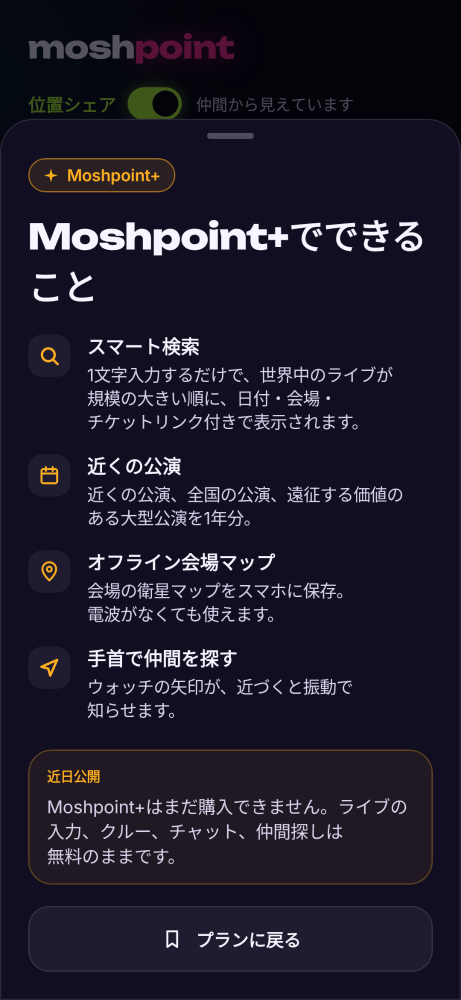 moshpoint
位置シェア 仲間から見えています
Moshpoint+
Moshpoint+でできる
こと
スマート検索
1文字入力するだけで、世界中のライブが
規模の大きい順に、日付・会場・
チケットリンク付きで表示されます。
近くの公演
近くの公演、全国の公演、遠征する価値の
ある大型公演を1年分。
オフライン会場マップ
会場の衛星マップをスマホに保存。
電波がなくても使えます。
手首で仲間を探す
ウォッチの矢印が、近づくと振動で
知らせます。
近日公開
Moshpoint+はまだ購入できません。ライブの
入力、クルー、チャット、仲間探しは
無料のままです。
プランに戻る